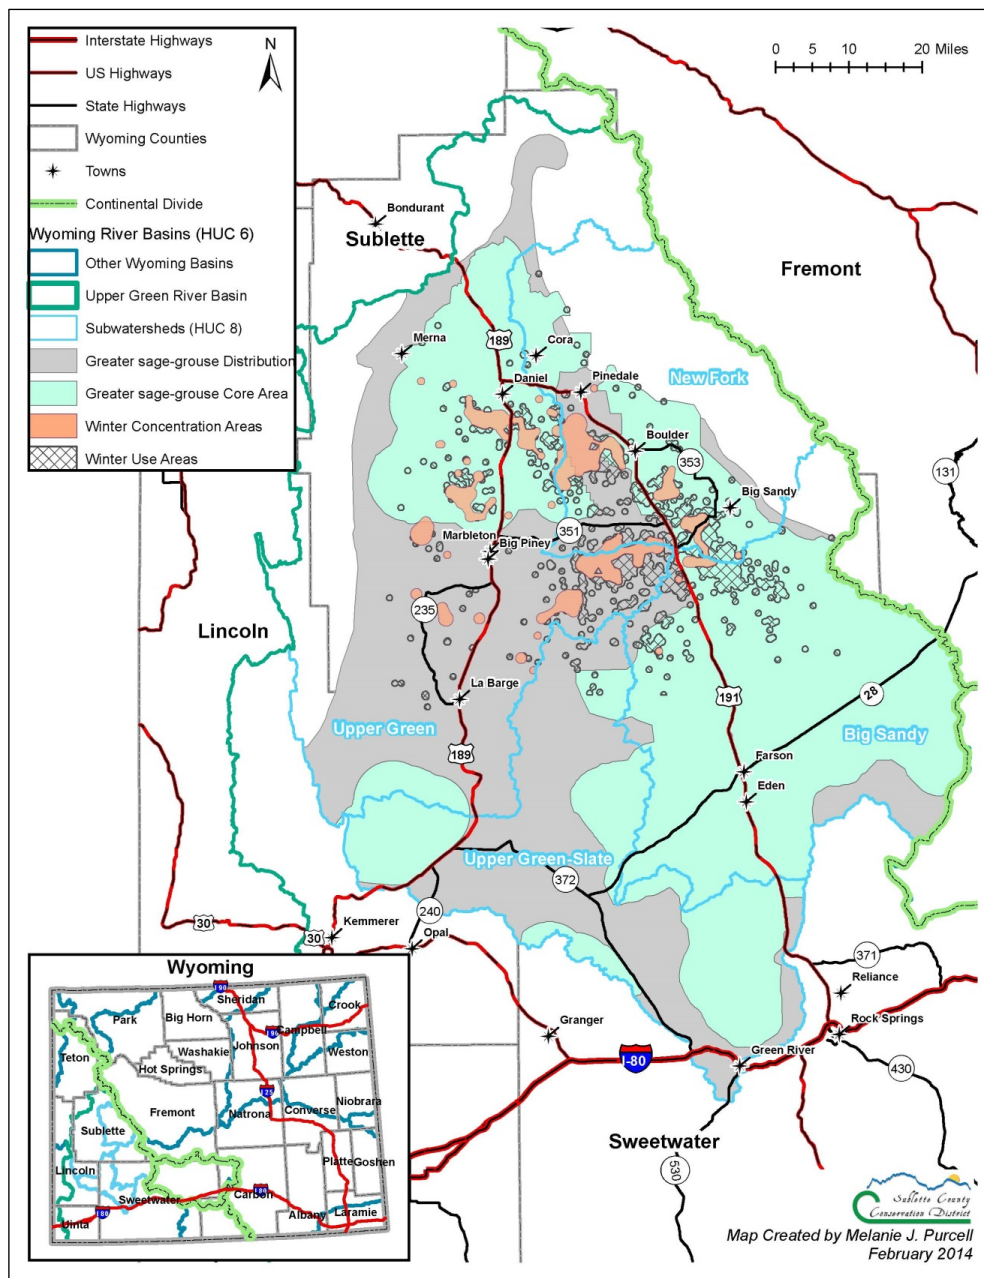 Interstate Highways
US Highways
State Highways
Wyoming Counties
Towns
Continental Divide
Wyoming River Basins (HUC 6)
Other Wyoming Basins
Upper Green River Basin
Subwatersheds (HUC 8)
Greater sage-grouse Distribution
Greater sage-grouse Core Area
Winter Concentration Areas
Winter Use Areas
N
0 5 10 20 Miles
Bondurant
Sublette
Fremont
189
Merna
Cora
Daniel
Pinedale
New Fork
Boulder
353
131
Big Sandy
Marbleton
351
Big Piney
235
Lincoln
La Barge
28
191
Upper Green
Big Sandy
189
Farson
Eden
Upper Green-Slate
372
240
30
Kemmerer
30
Opal
371
Reliance
Rock Springs
Granger
I-80
Green River
430
Sweetwater
530
Wyoming
90
Sheridan
Crook
Park
Big Horn
Campbell
90
Johnson
Washakie
Weston
Teton
Hot Springs
25
Niobrara
Fremont
Natrona
Converse
Sublette
Platte
Goshen
Lincoln
Sweetwater
80
Carbon
80
Albany
Laramie
Uinta
Sublette County
Conservation District
Map Created by Melanie J. Purcell
February 2014